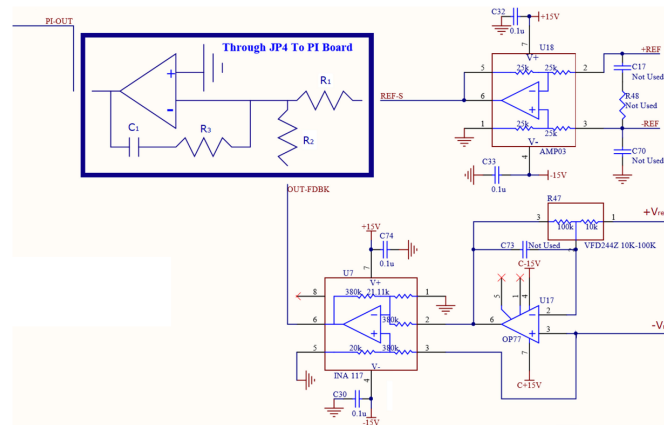 PI-OUT
Through JP4 To PI Board
R₁
R₂
R₃
C₁
REF-S
OUT-FDBK
C32
0.1u
+15V
U18
V+
7
25k
25k
5
6
1
2
3
25k
25k
V-
4
AMP03
C33
0.1u
-15V
+REF
C17
Not Used
R48
Not Used
-REF
C70
Not Used
R47
3
100k
10k
1
VFD244Z 10K-100K
C73
Not Used
C-15V
5
1
4
U17
6
2
3
OP77
7
C+15V
+15V
C74
0.1u
U7
7
V+
380k
21.11k
8
1
6
380k
2
5
20k
380k
3
INA 117
V-
4
C30
0.1u
-15V